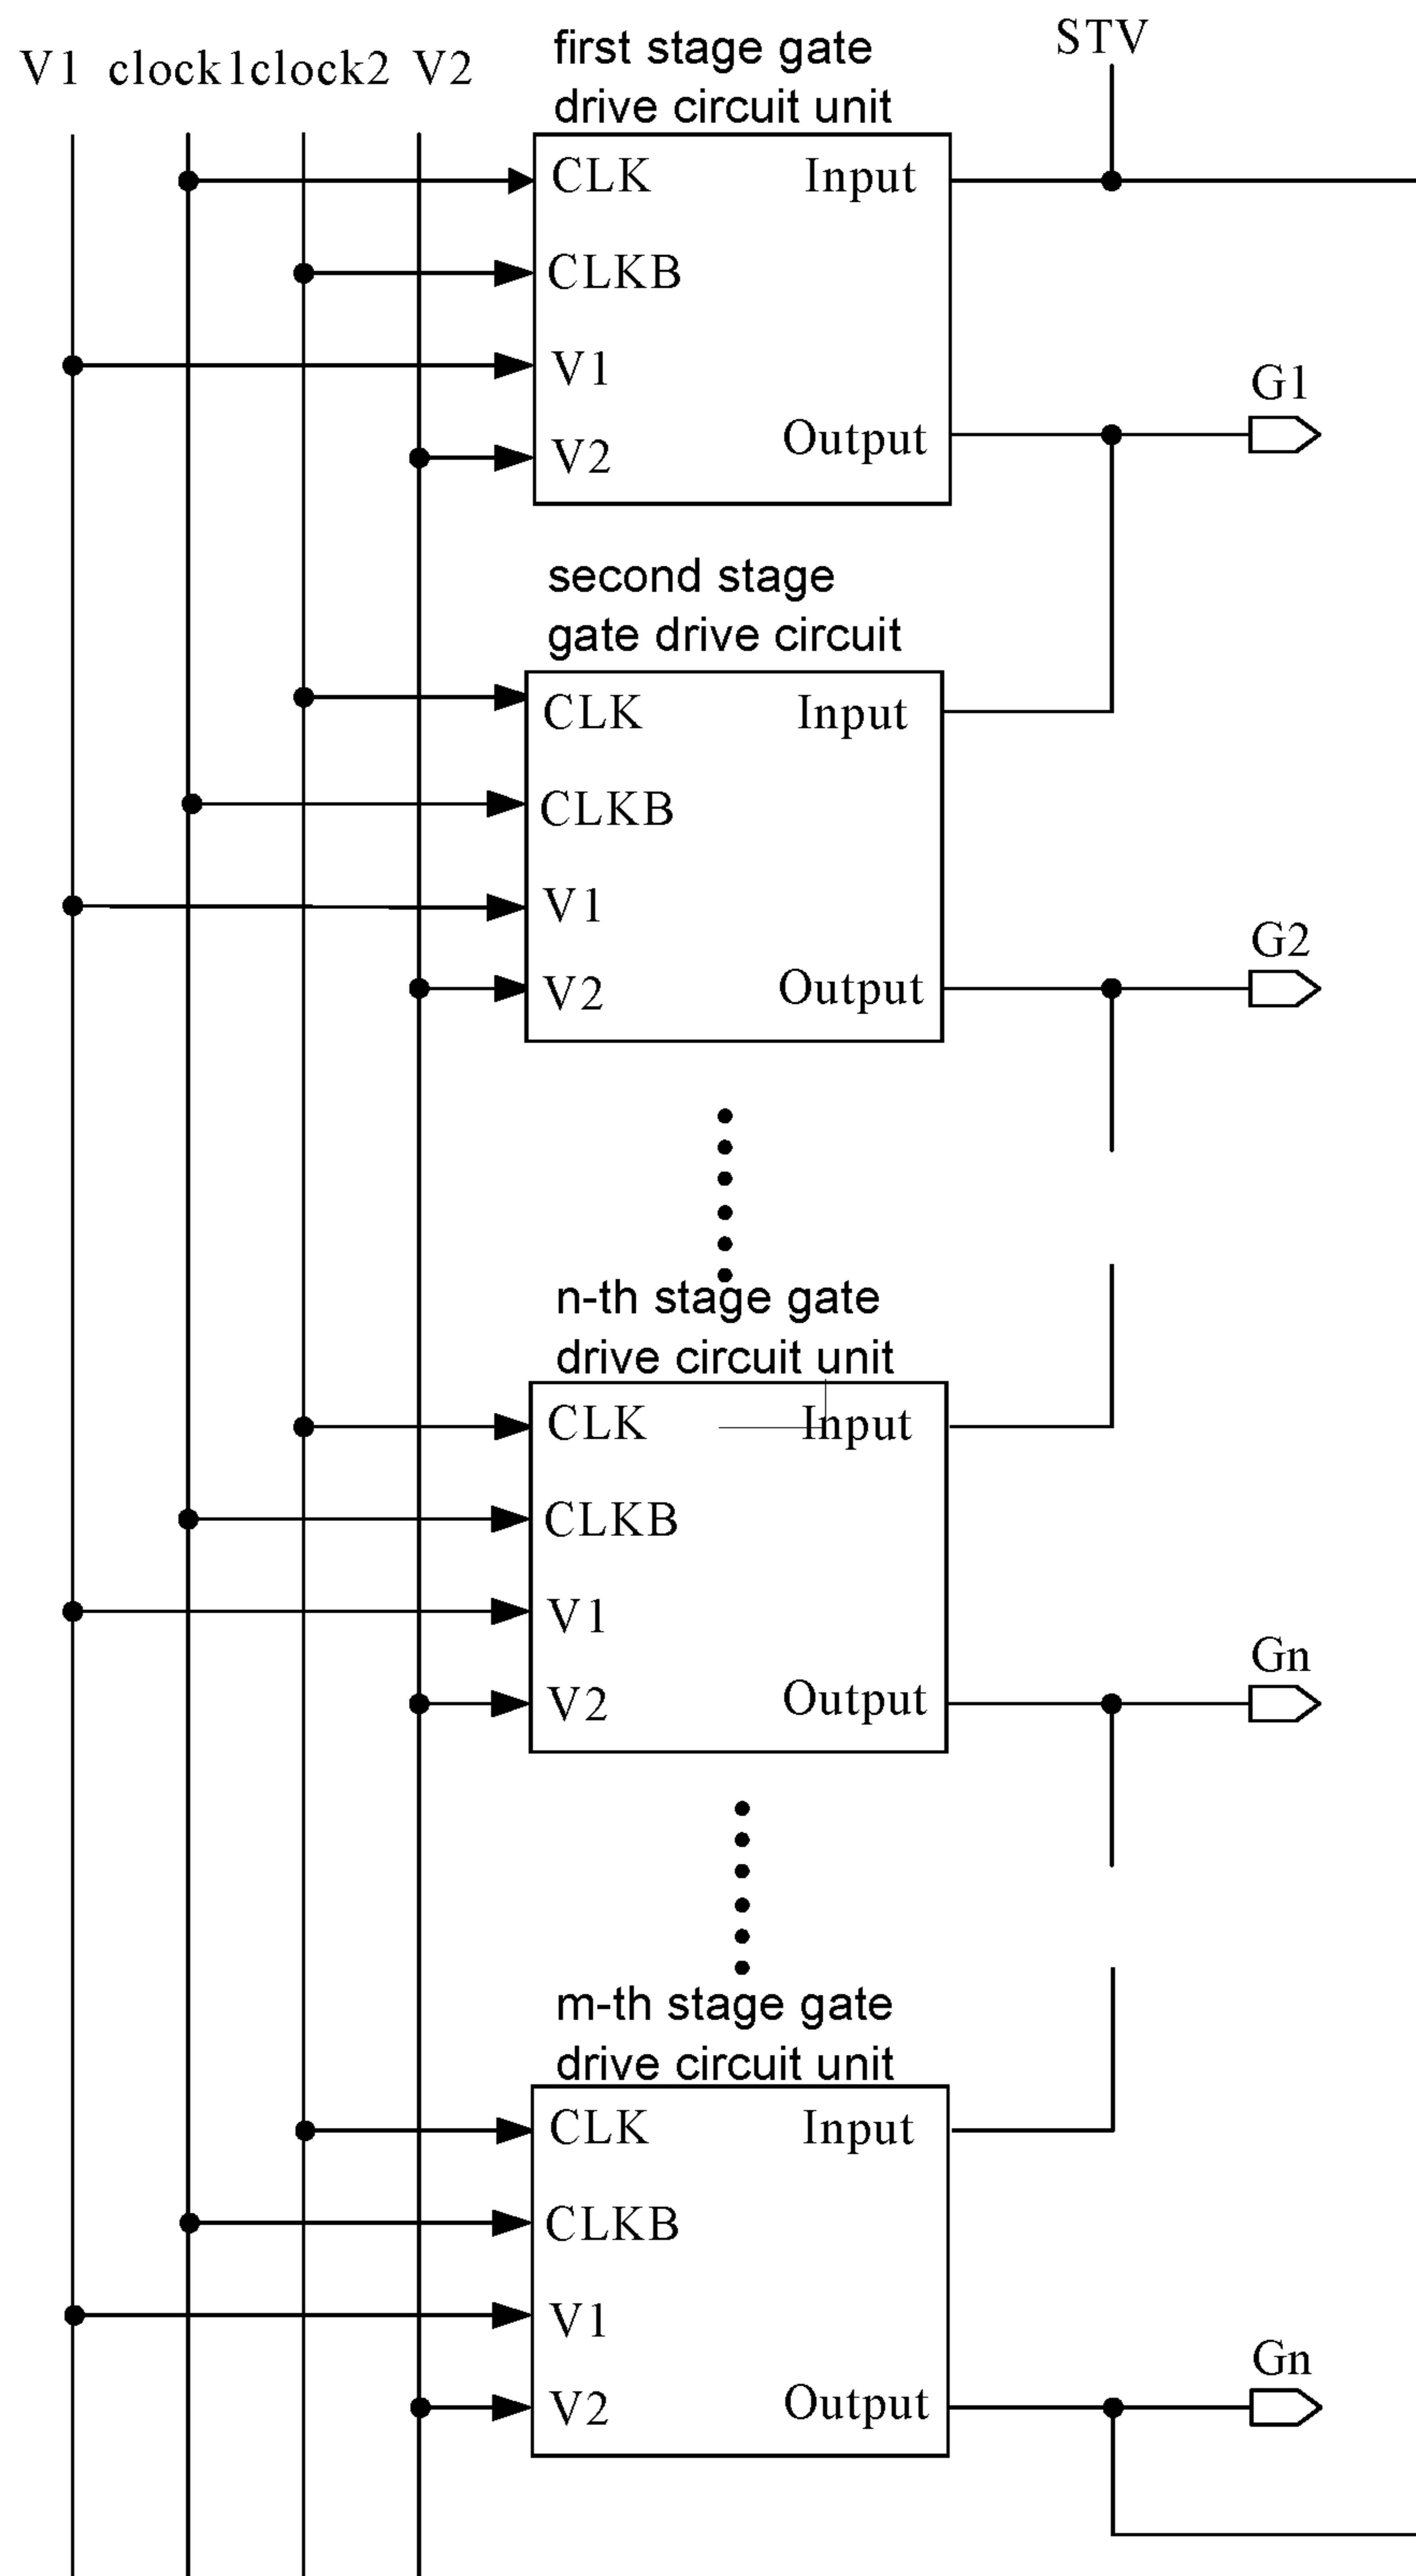 V1 clock1clock2 V2
first stage gate
drive circuit unit
STV
CLK Input
CLKB
V1
G1
Output
V2
second stage
gate drive circuit
CLK Input
CLKB
V1
G2
V2 Output
n-th stage gate
drive circuit unit
CLK Input
CLKB
V1
Gn
V2 Output
m-th stage gate
drive circuit unit
CLK Input
CLKB
V1
Gn
V2 Output